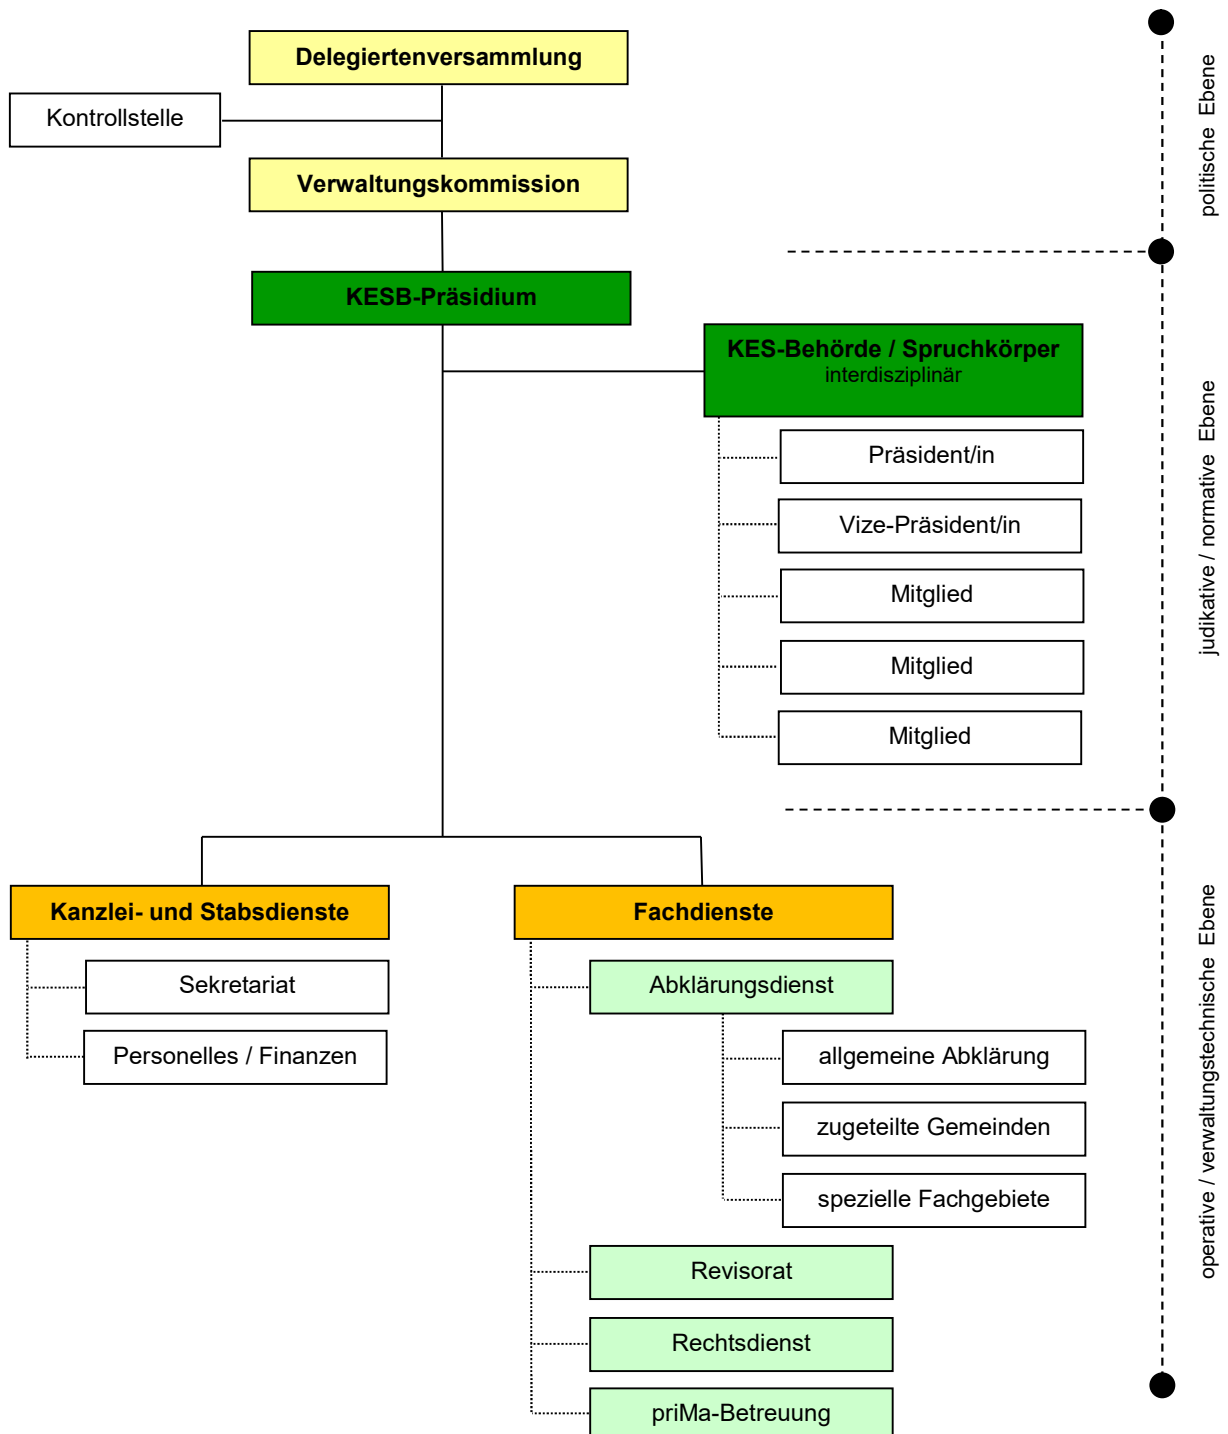 Delegiertenversammlung
Kontrollstelle
Verwaltungskommission
politische Ebene
KESB-Präsidium
KES-Behörde / Spruchkörper
interdisziplinär
Präsident/in
Vize-Präsident/in
Mitglied
Mitglied
Mitglied
judikative / normative Ebene
Kanzlei- und Stabsdienste
Sekretariat
Personelles / Finanzen
Fachdienste
Abklärungsdienst
allgemeine Abklärung
zugeteilte Gemeinden
spezielle Fachgebiete
Revisorat
Rechtsdienst
priMa-Betreuung
operative / verwaltungstechnische Ebene